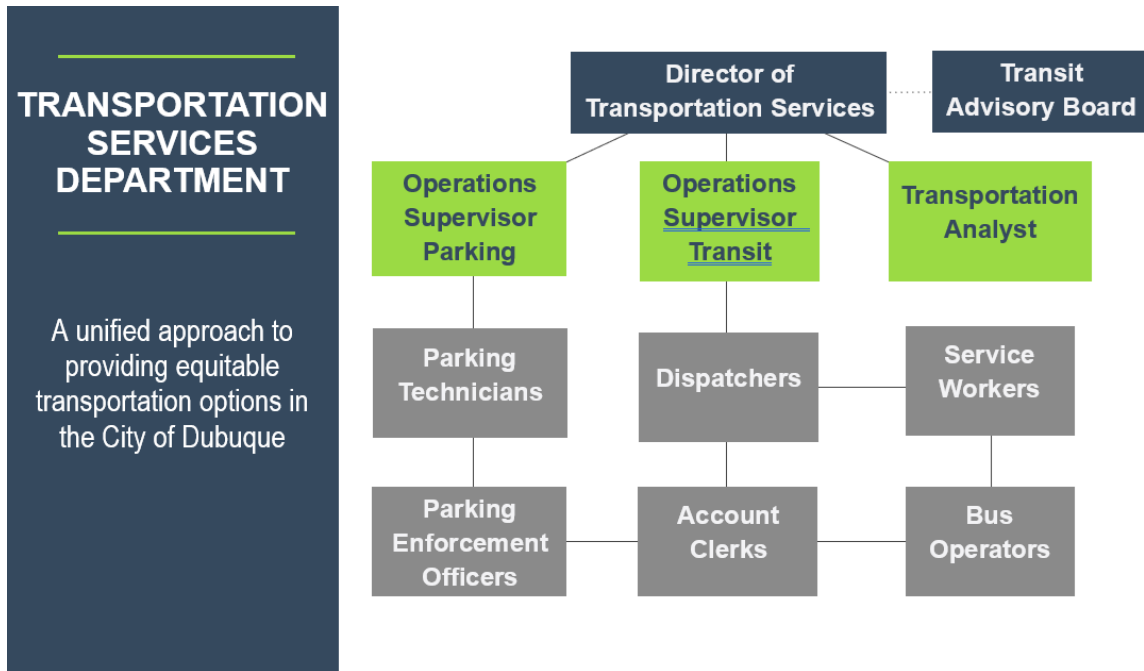 TRANSPORTATION
SERVICES
DEPARTMENT
A unified approach to
providing equitable
transportation options in
the City of Dubuque
Director of
Transportation Services
Transit
Advisory Board
Operations
Supervisor
Parking
Operations
Supervisor
Transit
Transportation
Analyst
Parking
Technicians
Dispatchers
Service
Workers
Parking
Enforcement
Officers
Account
Clerks
Bus
Operators